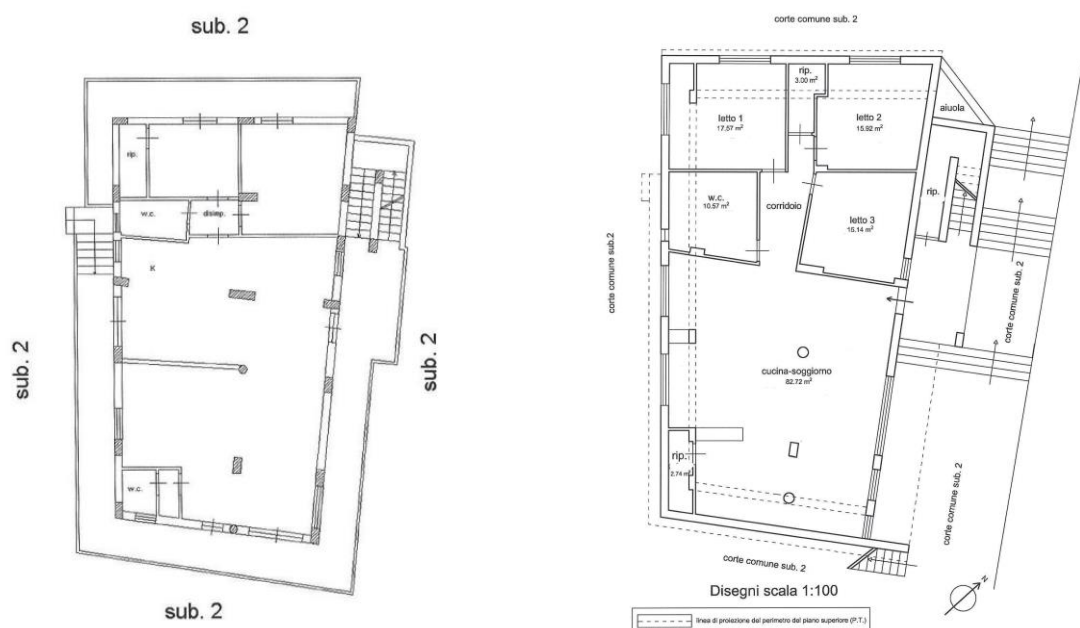 sub. 2
rip.
w.c.
disimp.
K
w.c.
sub. 2
sub. 2
sub. 2
corte comune sub. 2
rip.
3.00 m²
letto 1
17.57 m²
letto 2
15.92 m²
aiuola
w.c.
10.57 m²
corridoio
letto 3
15.14 m²
rip.
corte comune sub.2
corte comune sub. 2
cucina-soggiorno
82.72 m²
rip.
2.74 m²
corte comune sub. 2
corte comune sub. 2
N
Disegni scala 1:100
linea di proiezione del perimetro del piano superiore (P.T.)